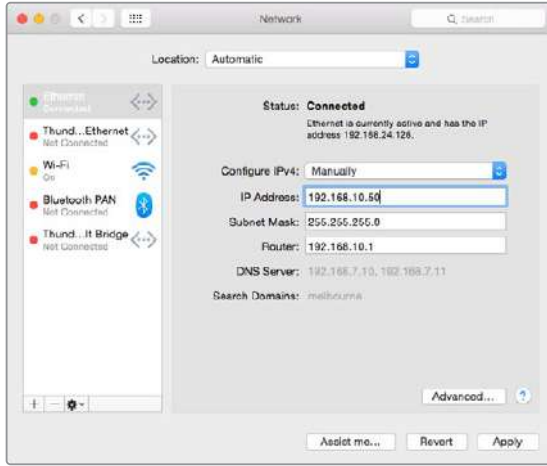 Network
Search
Location: Automatic
Ethernet
Connected
Thund...Ethernet
Not Connected
Wi-Fi
On
Bluetooth PAN
Not Connected
Thund...lt Bridge
Not Connected
Status: Connected
Ethernet is currently active and has the IP
address 192.168.24.126.
Configure IPv4: Manually
IP Address: 192.168.10.50
Subnet Mask: 255.255.255.0
Router: 192.168.10.1
DNS Server: 192.168.7.10, 192.168.7.11
Search Domains: melbourne
Advanced... ?
Assist me... Revert Apply